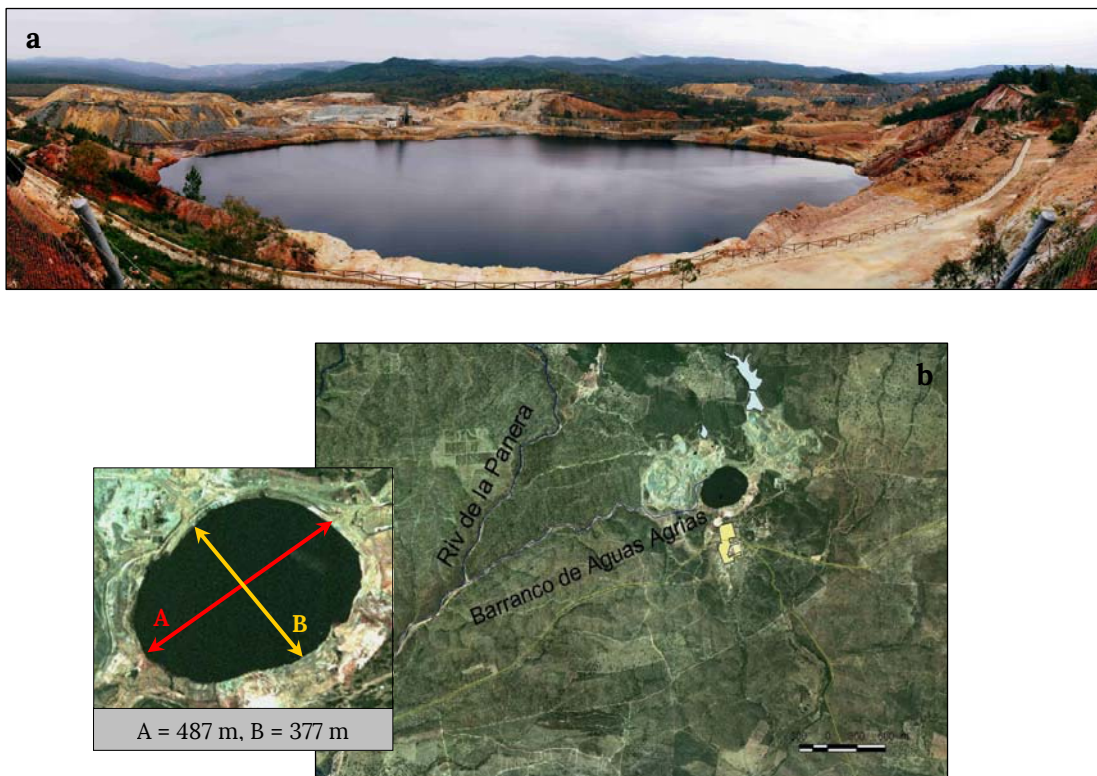 a
b
Riv de la Panera
Barranco de Aguas Agrias
A
B
A = 487 m, B = 377 m